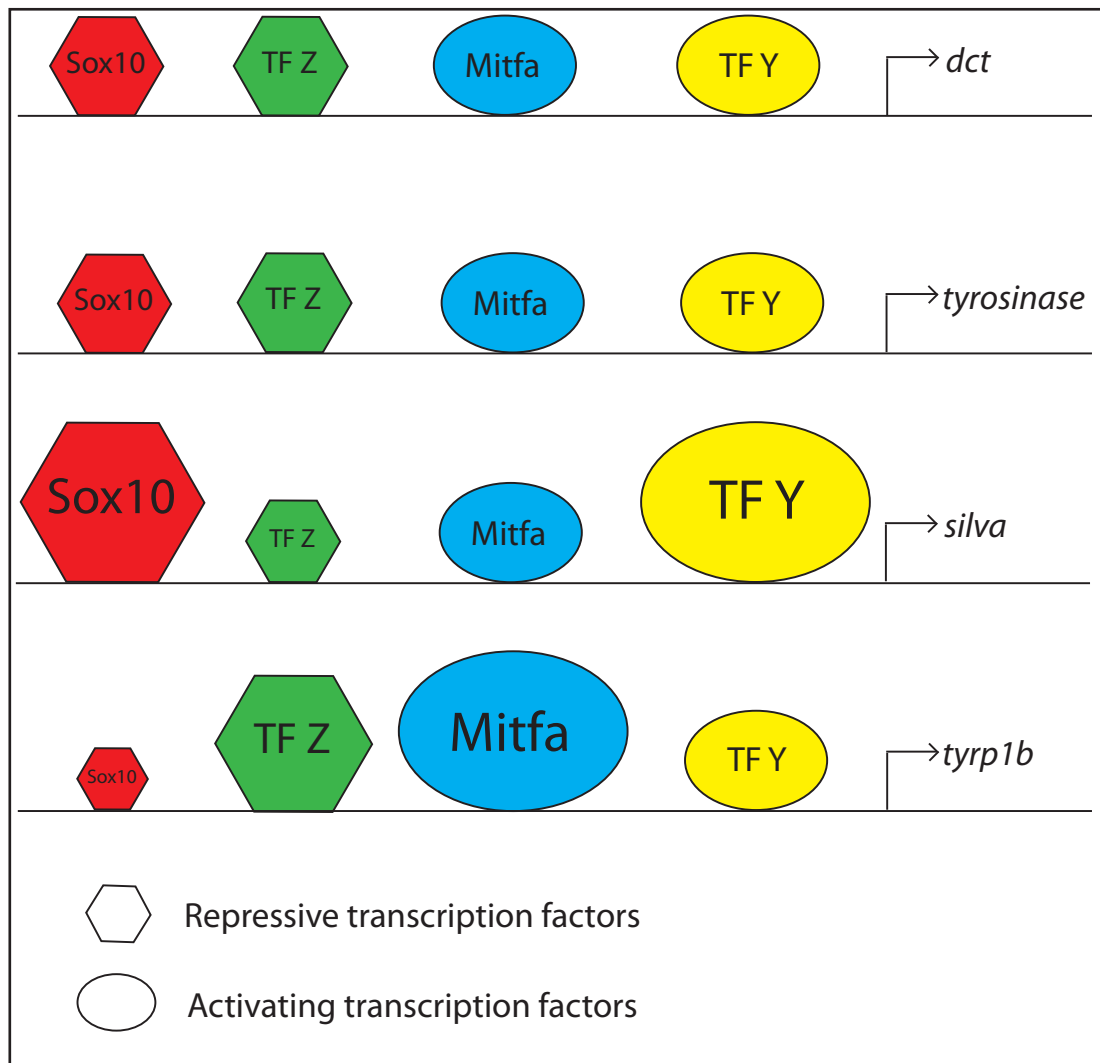 Sox10 TF Z Mitfa TF Y dct
Sox10 TF Z Mitfa TF Y tyrosinase
Sox10 TF Z Mitfa TF Y silva
Sox10 TF Z Mitfa TF Y tyrp1b
Repressive transcription factors
Activating transcription factors